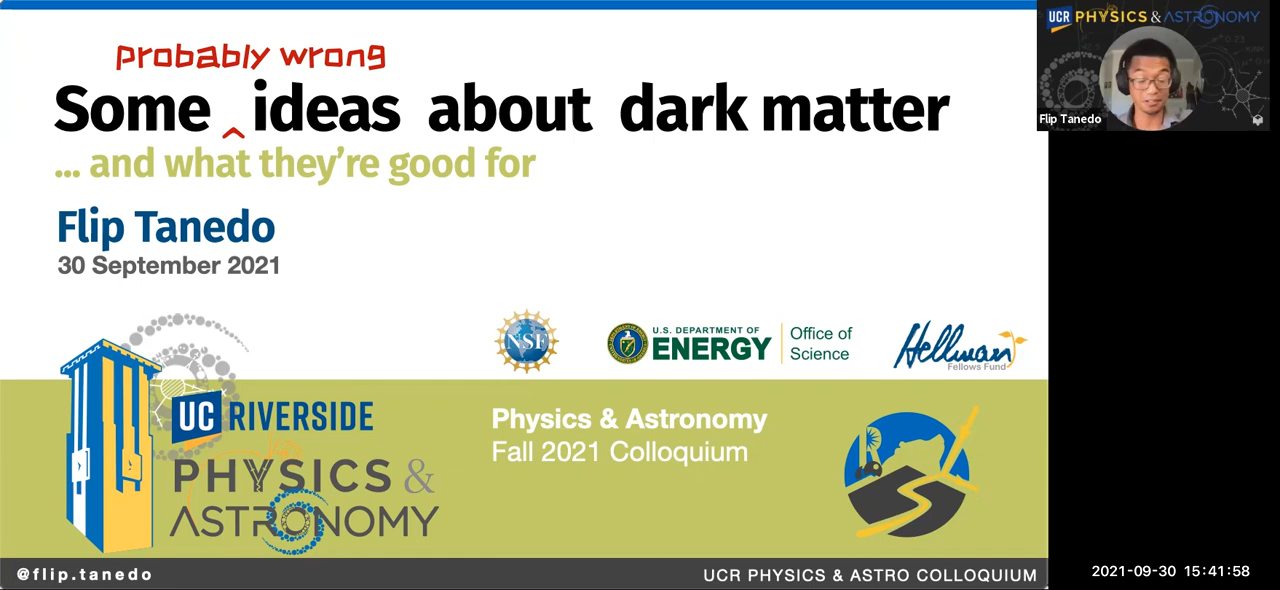 probably wrong
Some ^ ideas about dark matter
... and what they're good for
Flip Tanedo
30 September 2021
NSF
U.S. DEPARTMENT OF
ENERGY
Office of
Science
Hellman
Fellows Fund
UC RIVERSIDE
PHYSICS &
ASTRONOMY
Physics & Astronomy
Fall 2021 Colloquium
R
@flip.tanedo
UCR PHYSICS & ASTRO COLLOQUIUM
UCR PHYSICS & ASTRONOMY
Flip Tanedo
2021-09-30 15:41:58